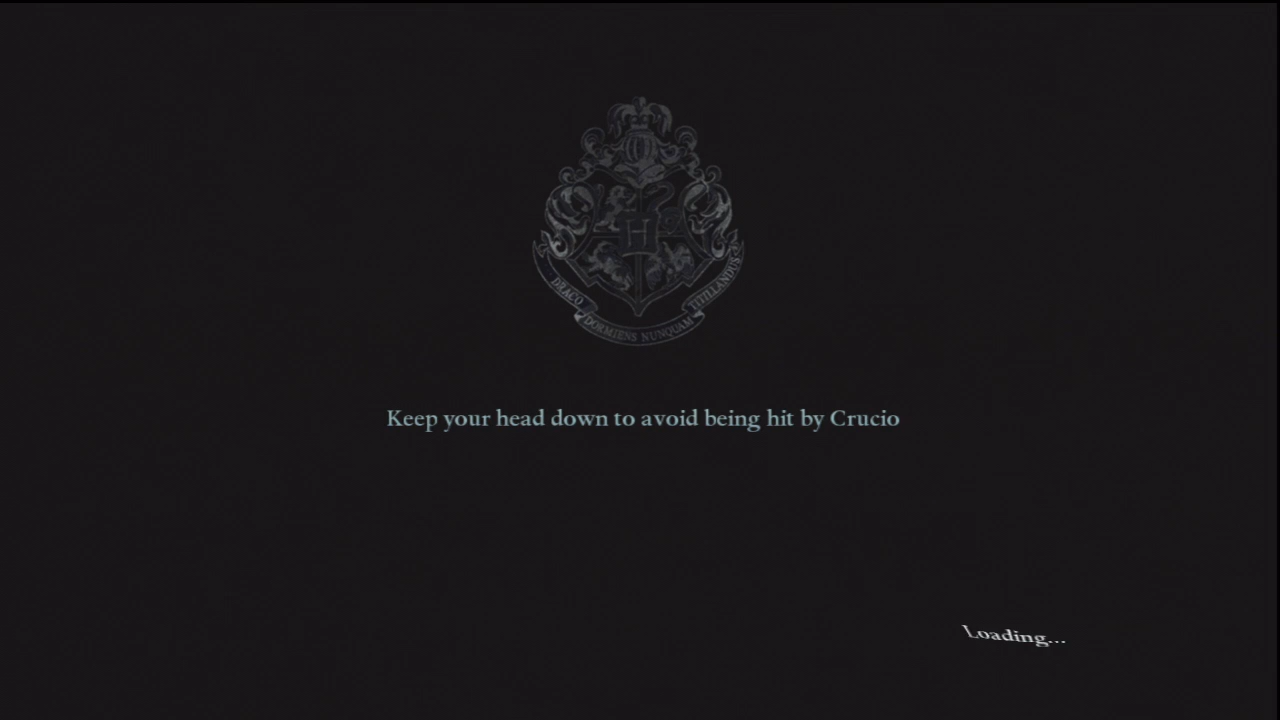 H
DRACO
DORMIENS NUNQUAM
TITILLANDUS
Keep your head down to avoid being hit by Crucio
Loading...